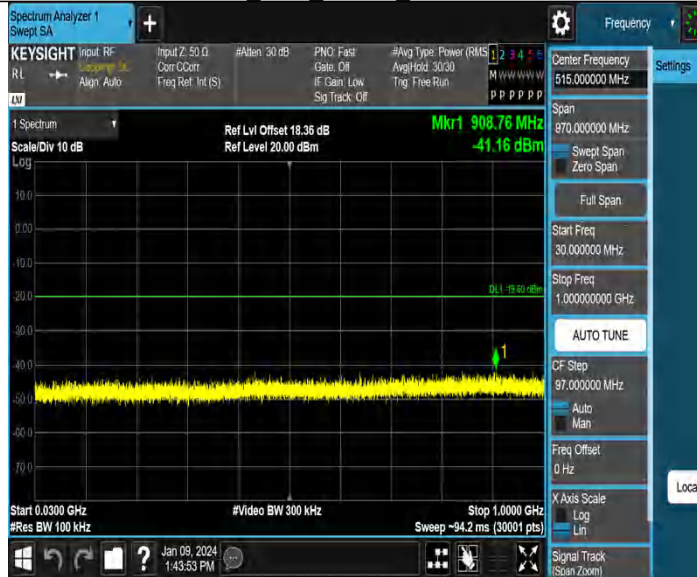 Spectrum Analyzer 1
Swept SA
+
Frequency
KEYSIGHT
RL
Input: RF
Align: Auto
Input Z: 50 Ω
Corr CCorr
Freq Ref: Int (S)
#Atten: 30 dB
PNO: Fast
Gate: Off
IF Gain: Low
Sig Track: Off
#Avg Type: Power (RMS
Avg|Hold: 30/30
Trig: Free Run
1 2 3 4 5 6
M W W W W W
P P P P P P
1 Spectrum
Scale/Div 10 dB
Log
Ref Lvl Offset 18.36 dB
Ref Level 20.00 dBm
Mkr1 908.76 MHz
-41.16 dBm
10.0
0.00
-10.0
-20.0
-30.0
-40.0
-50.0
-60.0
-70.0
DL1 -19.60 dBm
1
Start 0.0300 GHz
#Res BW 100 kHz
#Video BW 300 kHz
Stop 1.0000 GHz
Sweep ~94.2 ms (30001 pts)
?
Jan 09, 2024
1:43:53 PM
Center Frequency
515.000000 MHz
Settings
Span
970.000000 MHz
Swept Span
Zero Span
Full Span
Start Freq
30.000000 MHz
Stop Freq
1.000000000 GHz
AUTO TUNE
CF Step
97.000000 MHz
Auto
Man
Freq Offset
0 Hz
X Axis Scale
Log
Lin
Loca
Signal Track
(Span Zoom)